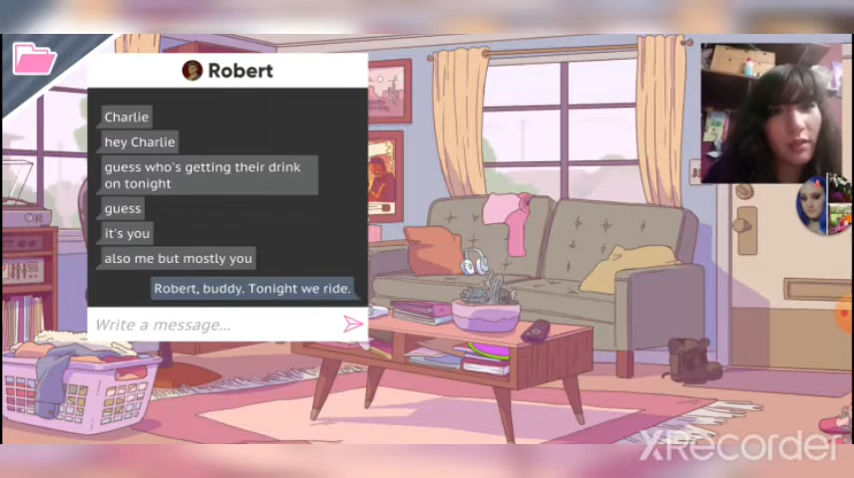 Robert
Charlie
hey Charlie
guess who's getting their drink
on tonight
guess
it's you
also me but mostly you
Robert, buddy. Tonight we ride.
Write a message...
XRecorder